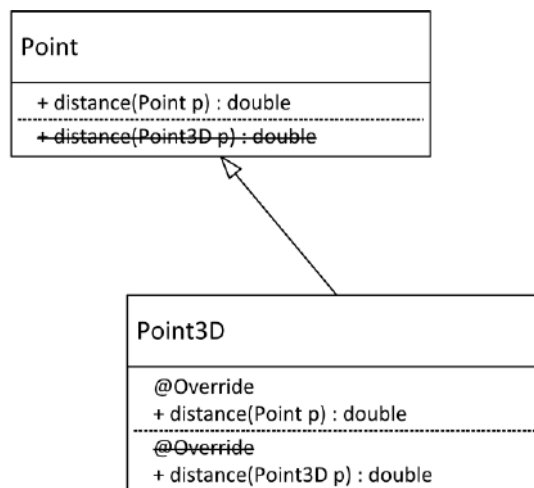 Point
+ distance(Point p) : double
+ distance(Point3D p) : double
Point3D
@Override
+ distance(Point p) : double
@Override
+ distance(Point3D p) : double